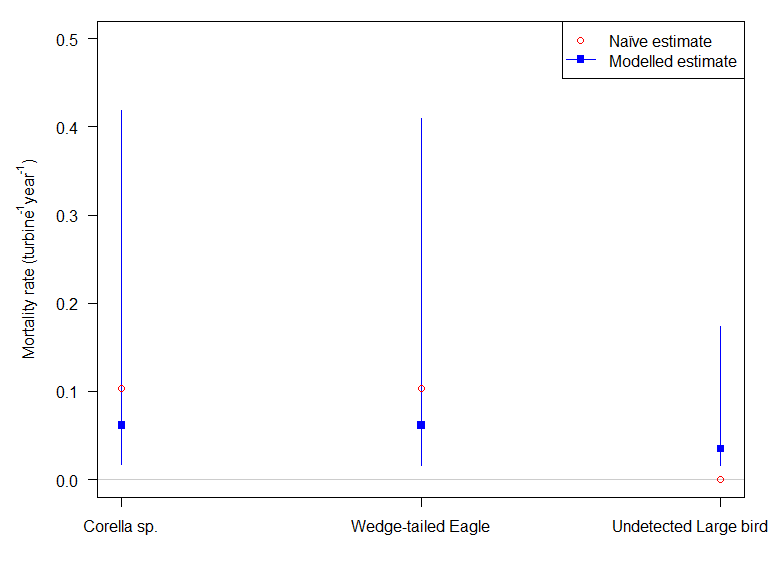 Naïve estimate
Modelled estimate
0.5
0.4
0.3
0.2
0.1
0.0
Mortality rate (turbine⁻¹year⁻¹)
Corella sp.
Wedge-tailed Eagle
Undetected Large bird